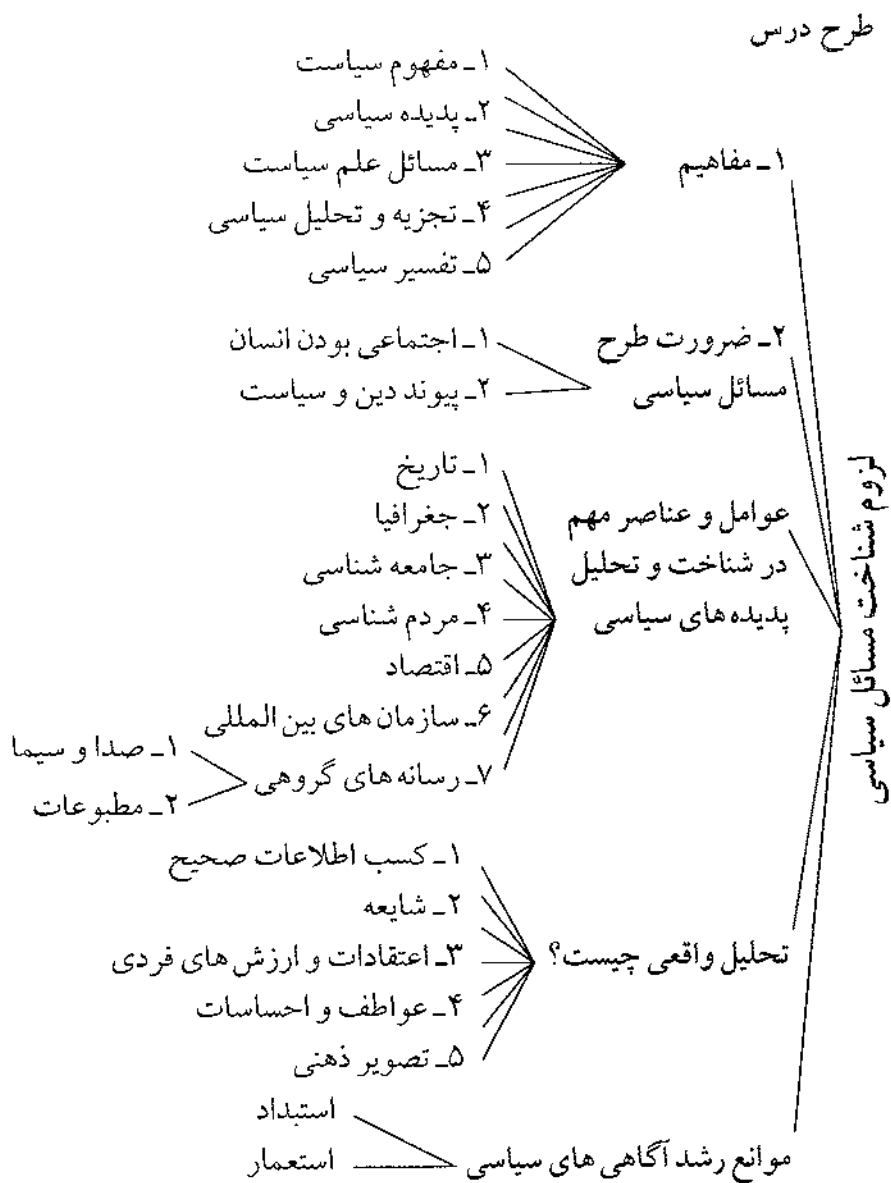 طرح درس
لزوم شناخت مسائل سیاسی
۱ـ مفاهیم
۱ـ مفهوم سیاست
۲ـ پدیده سیاسی
۳ـ مسائل علم سیاست
۴ـ تجزیه و تحلیل سیاسی
۵ـ تفسیر سیاسی
۲ـ ضرورت طرح
مسائل سیاسی
۱ـ اجتماعی بودن انسان
۲ـ پیوند دین و سیاست
عوامل و عناصر مهم
در شناخت و تحلیل
پدیده های سیاسی
۱ـ تاریخ
۲ـ جغرافیا
۳ـ جامعه شناسی
۴ـ مردم شناسی
۵ـ اقتصاد
۶ـ سازمان های بین المللی
۷ـ رسانه های گروهی
۱ـ صدا و سیما
۲ـ مطبوعات
تحلیل واقعی چیست؟
۱ـ کسب اطلاعات صحیح
۲ـ شایعه
۳ـ اعتقادات و ارزش های فردی
۴ـ عواطف و احساسات
۵ـ تصویر ذهنی
موانع رشد آگاهی های سیاسی
استبداد
استعمار